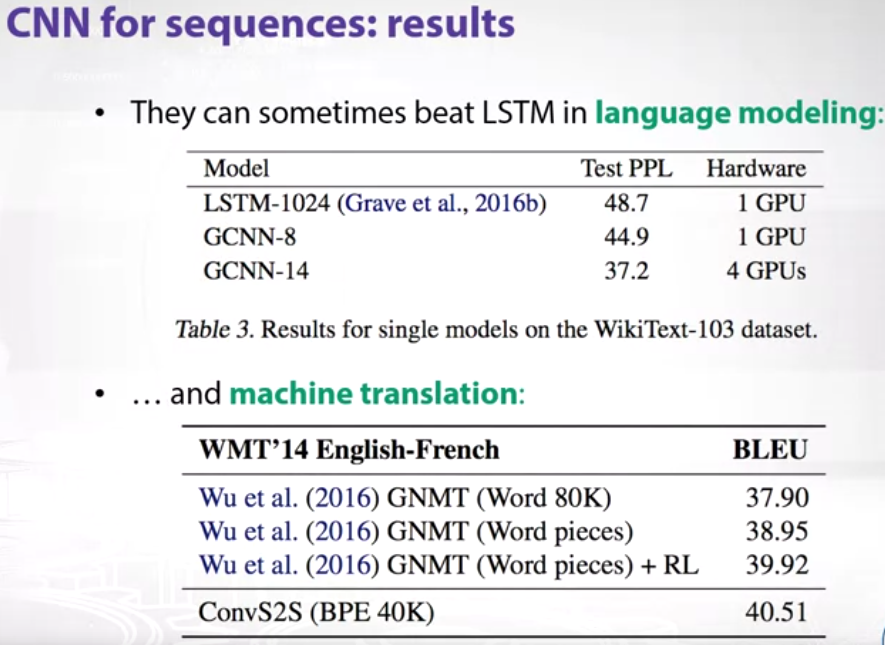 CNN for sequences: results
• They can sometimes beat LSTM in language modeling:
Model Test PPL Hardware
LSTM-1024 (Grave et al., 2016b) 48.7 1 GPU
GCNN-8 44.9 1 GPU
GCNN-14 37.2 4 GPUs
Table 3. Results for single models on the WikiText-103 dataset.
• … and machine translation:
WMT’14 English-French BLEU
Wu et al. (2016) GNMT (Word 80K) 37.90
Wu et al. (2016) GNMT (Word pieces) 38.95
Wu et al. (2016) GNMT (Word pieces) + RL 39.92
ConvS2S (BPE 40K) 40.51